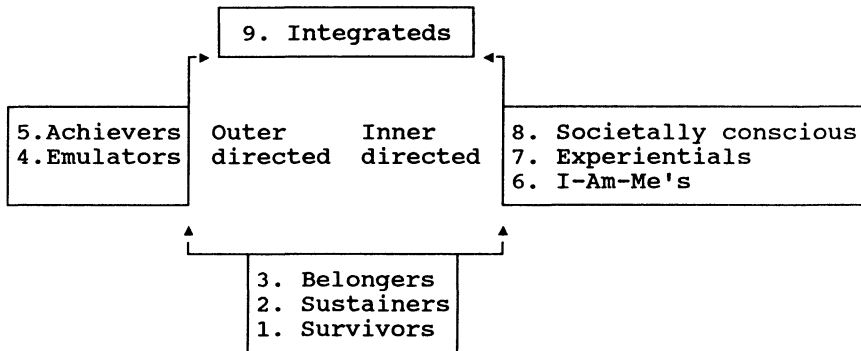 9. Integrateds
5.Achievers
4.Emulators
Outer
directed
Inner
directed
8. Societally conscious
7. Experientials
6. I-Am-Me's
3. Belongers
2. Sustainers
1. Survivors